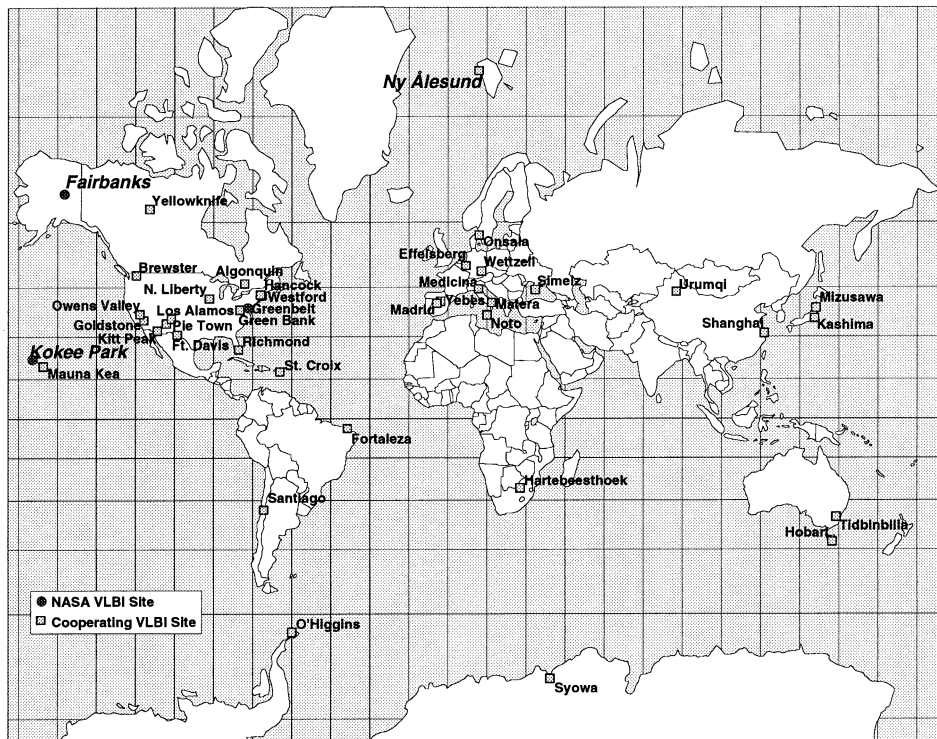 Ny Ålesund
Fairbanks
Yellowknife
Onsala
Effelsberg
Wettzell
Brewster
Algonquin
Hancock
Medicina
Simeiz
Urumqi
N. Liberty
Westford
Mizusawa
Owens Valley
Los Alamos
Greenbelt
Madrid
Yebes
Matera
Goldstone
Pie Town
Green Bank
Noto
Shanghai
Kashima
Kitt Peak
Ft. Davis
Richmond
Kokee Park
Mauna Kea
St. Croix
Fortaleza
Hartebeesthoek
Santiago
Tidbinbilla
Hobart
NASA VLBI Site
Cooperating VLBI Site
O'Higgins
Syowa